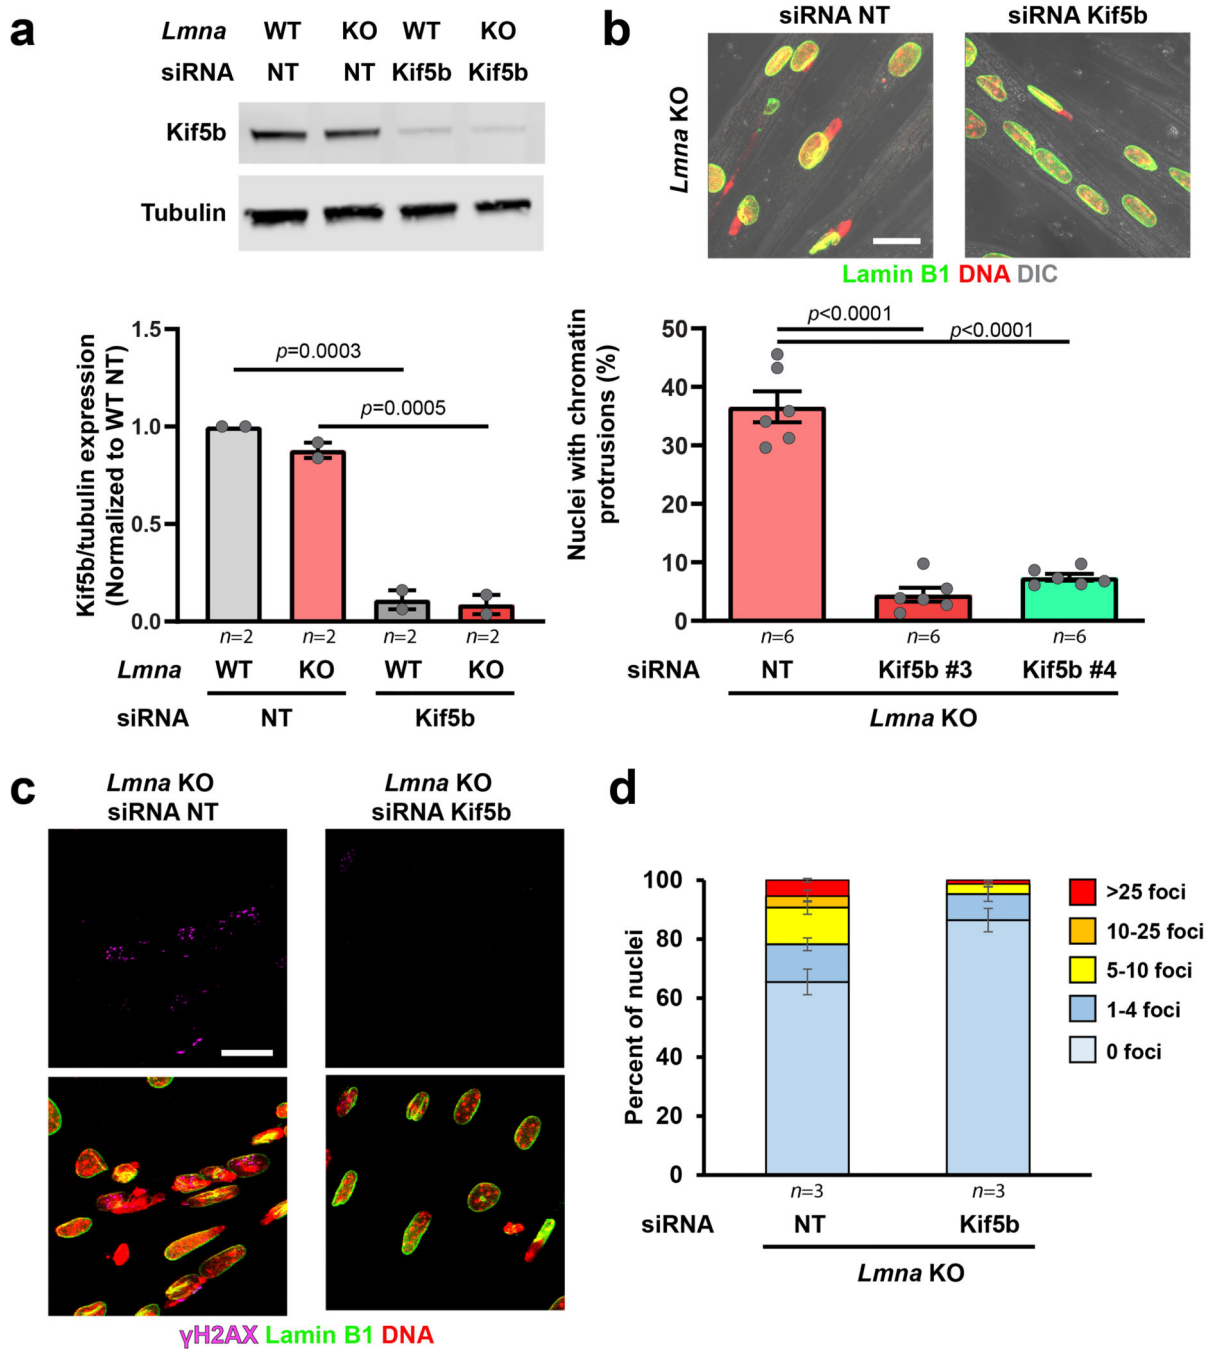 a
Lmna WT KO WT KO
siRNA NT NT Kif5b Kif5b
Kif5b
Tubulin
Kif5b/tubulin expression
(Normalized to WT NT)
1.5
1.0
0.5
0.0
p=0.0003
p=0.0005
n=2 n=2 n=2 n=2
Lmna WT KO WT KO
siRNA NT Kif5b
b
siRNA NT siRNA Kif5b
Lmna KO
Lamin B1 DNA DIC
Nuclei with chromatin
protrusions (%)
50
40
30
20
10
0
p<0.0001
p<0.0001
n=6 n=6 n=6
siRNA NT Kif5b #3 Kif5b #4
Lmna KO
c
Lmna KO
siRNA NT
Lmna KO
siRNA Kif5b
γH2AX Lamin B1 DNA
d
Percent of nuclei
100
80
60
40
20
0
>25 foci
10-25 foci
5-10 foci
1-4 foci
0 foci
n=3 n=3
siRNA NT Kif5b
Lmna KO